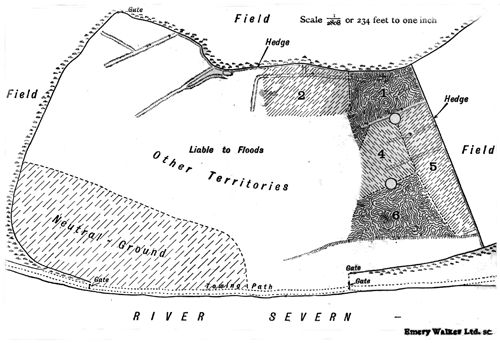 Gate
Field
Scale 1/2808 or 234 feet to one inch
Hedge
Field
2
1
Hedge
Liable to Floods
Other Territories
4
5
Field
6
Neutral-Ground
Gate
Gate
Towing-Path
Gate
RIVER SEVERN
Emery Walker Ltd. sc.